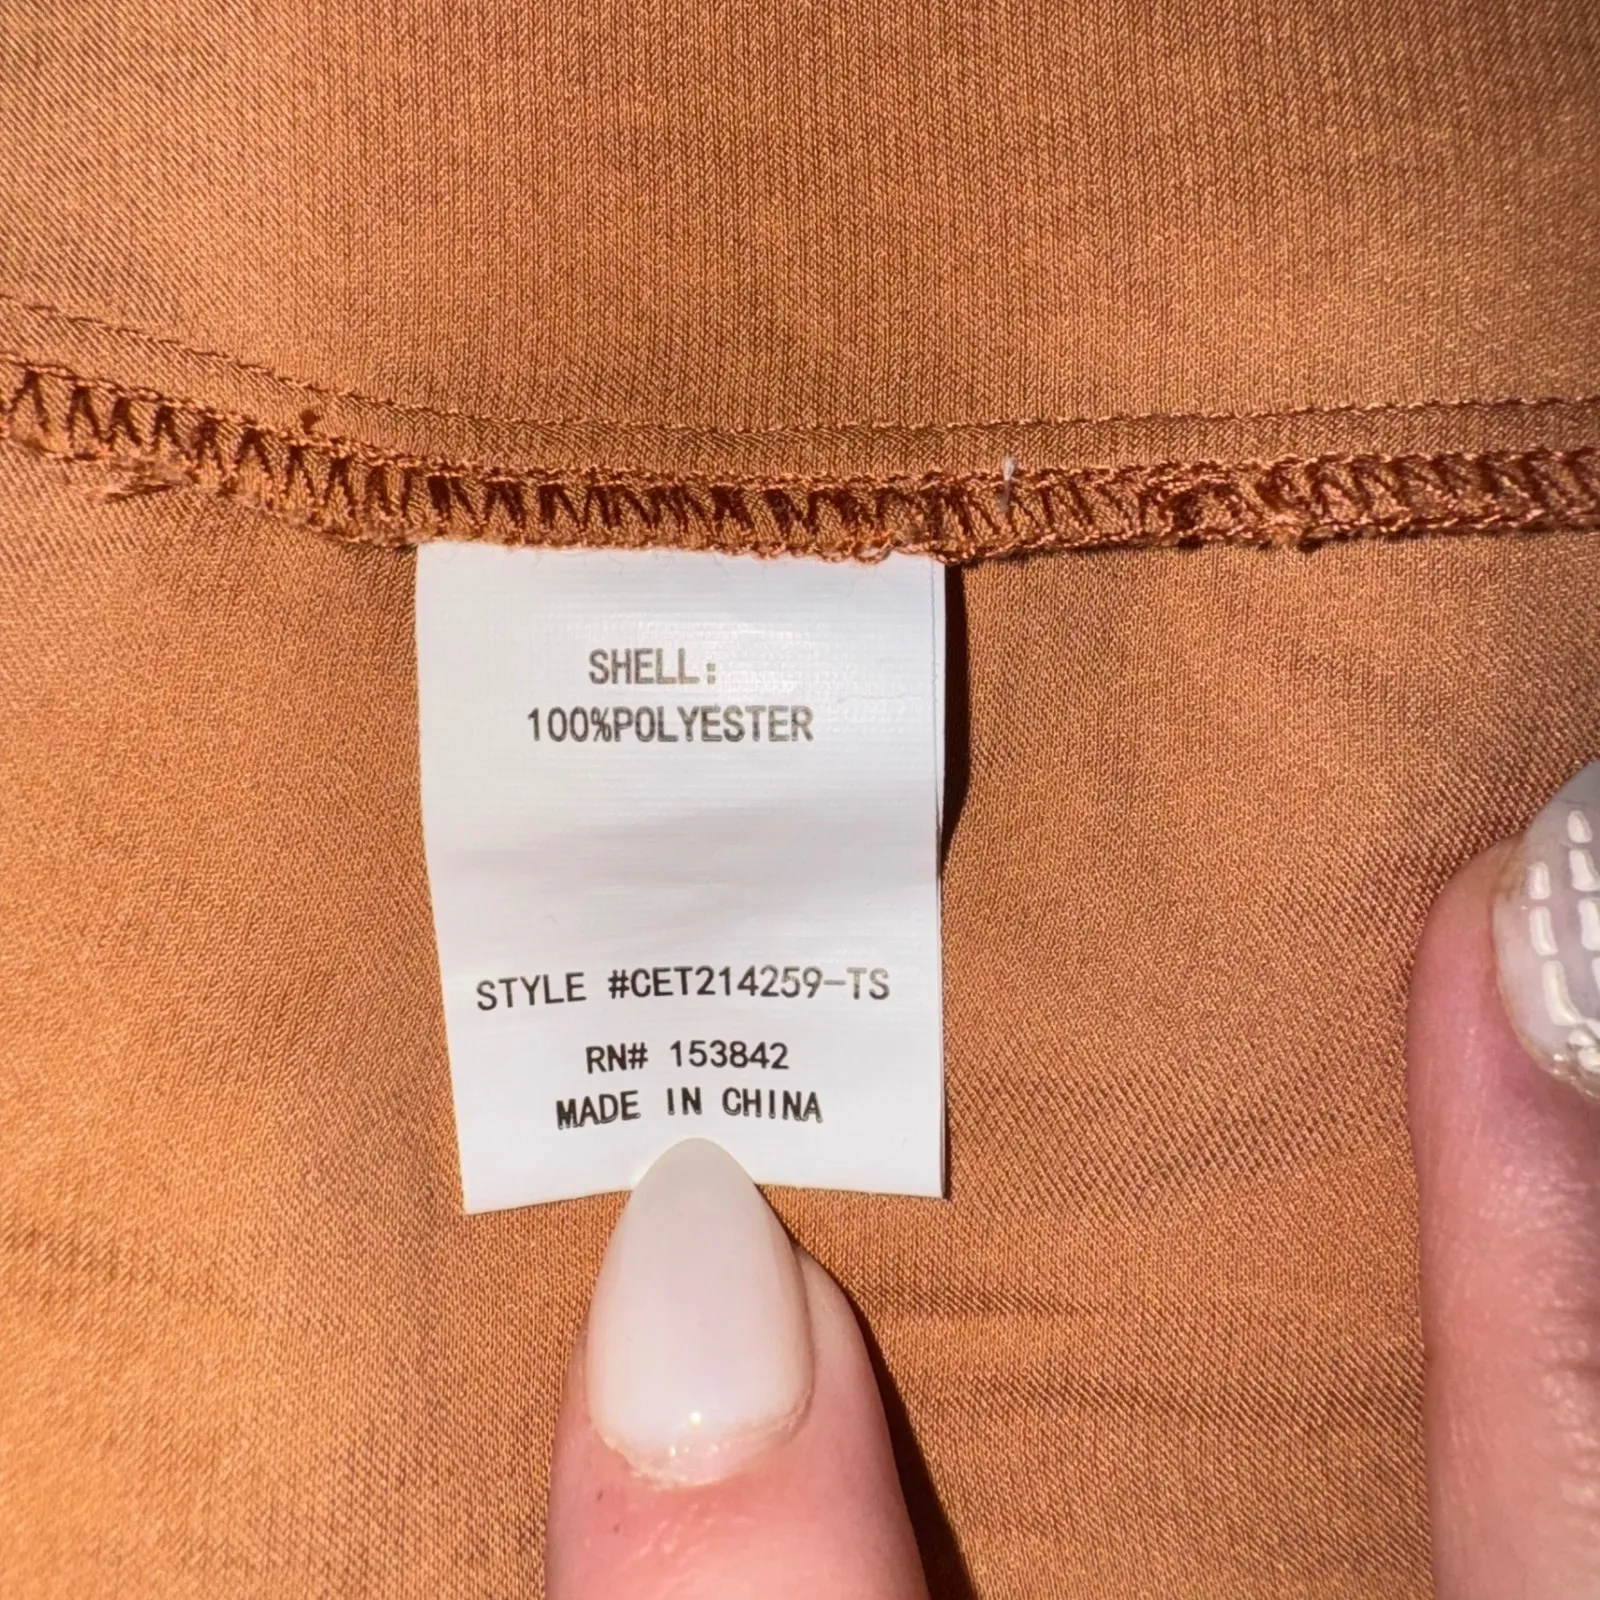 SHELL:
100%POLYESTER
STYLE #CET214259-TS
RN# 153842
MADE IN CHINA